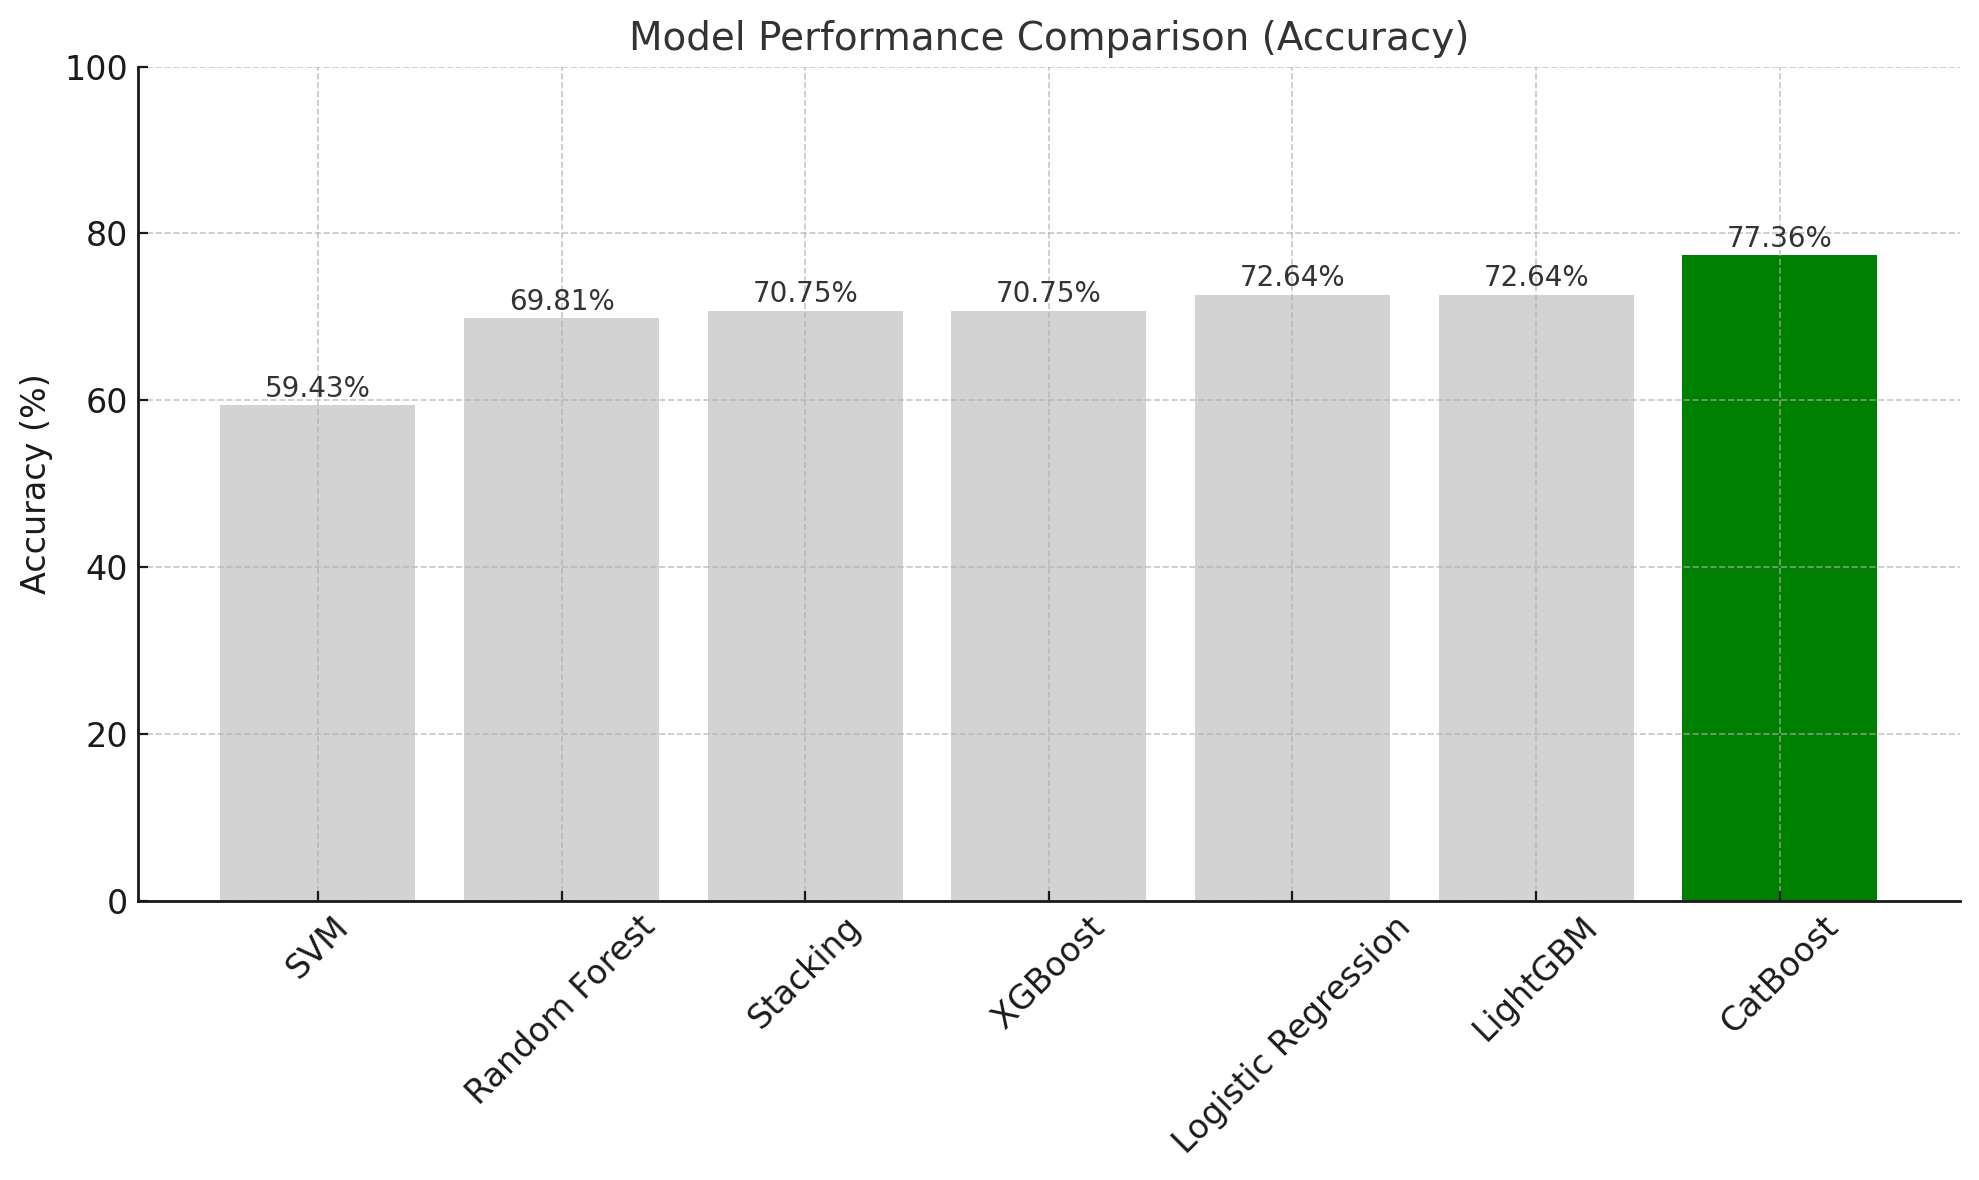 Model Performance Comparison (Accuracy)
Accuracy (%)
100
80
60
40
20
0
59.43%
69.81%
70.75%
70.75%
72.64%
72.64%
77.36%
SVM
Random Forest
Stacking
XGBoost
Logistic Regression
LightGBM
CatBoost